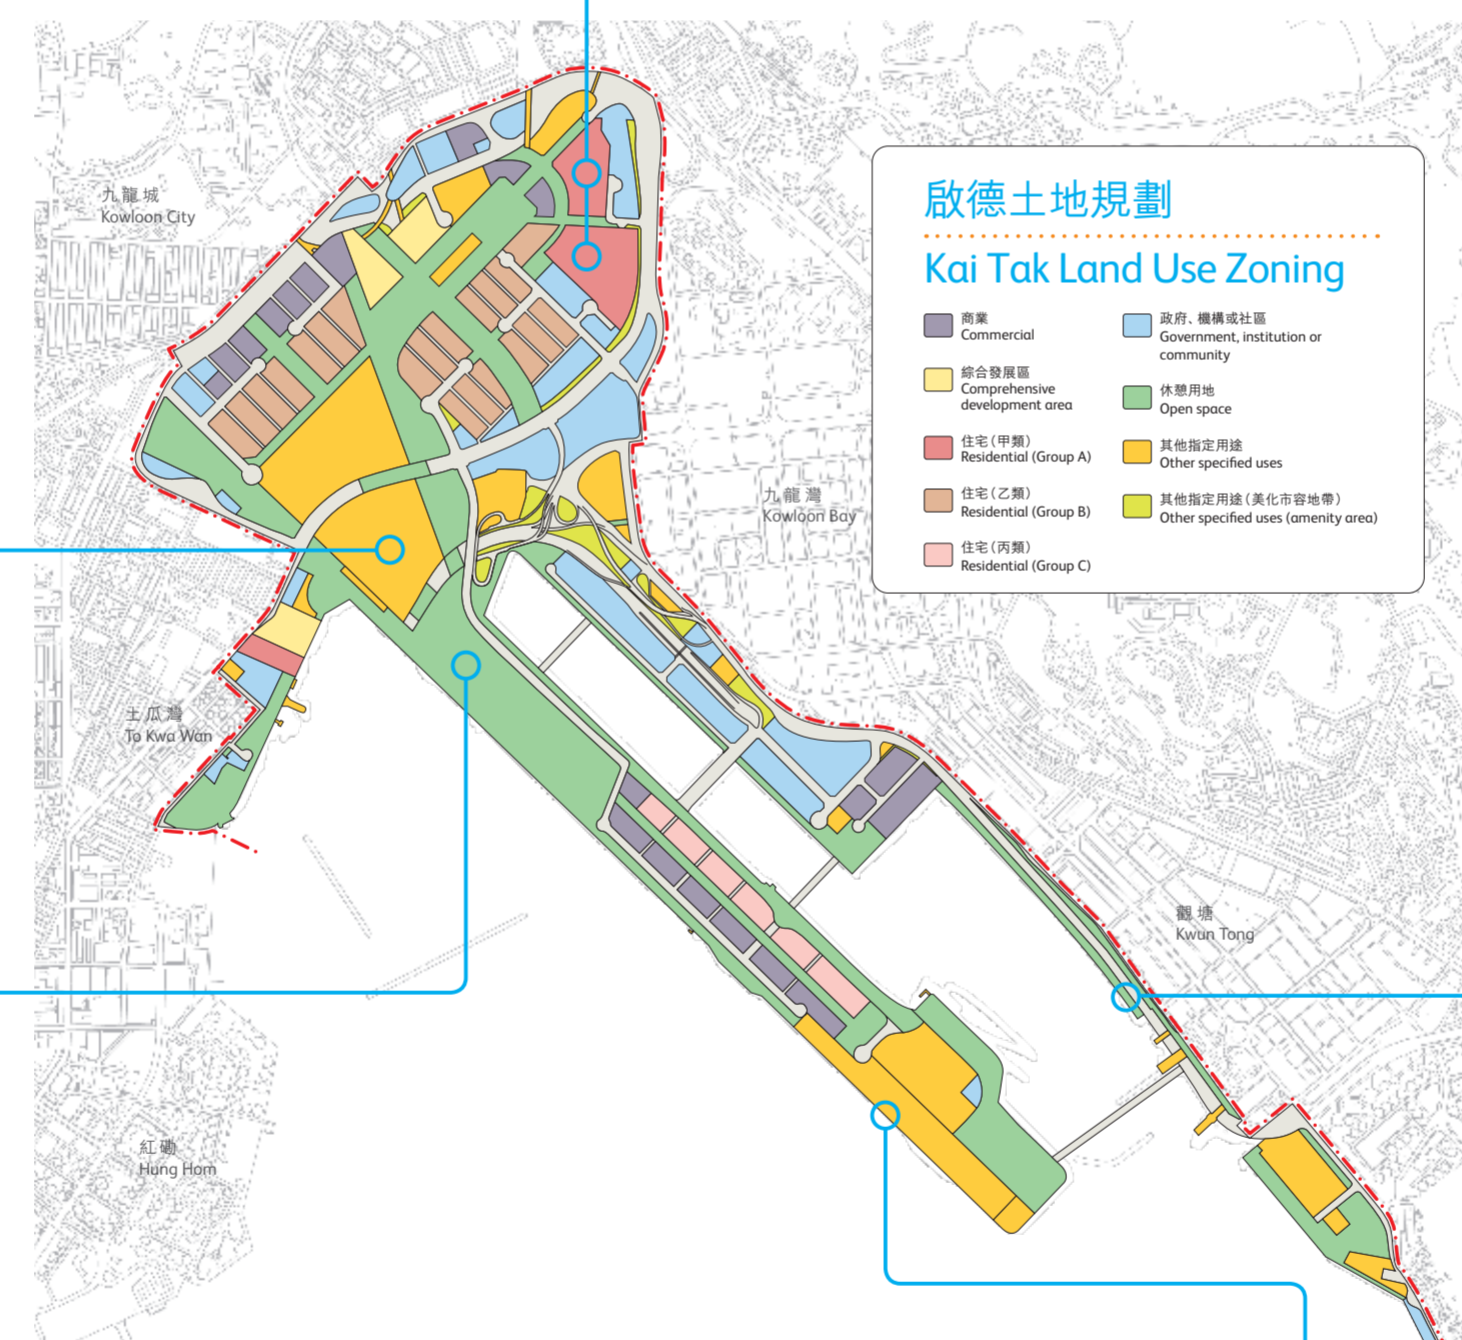 啟德土地規劃
Kai Tak Land Use Zoning
商業
Commercial
綜合發展區
Comprehensive
development area
住宅（甲類）
Residential (Group A)
住宅（乙類）
Residential (Group B)
住宅（丙類）
Residential (Group C)
政府、機構或社區
Government, institution or
community
休憩用地
Open space
其他指定用途
Other specified uses
其他指定用途（美化市容地帶）
Other specified uses (amenity area)
九龍城
Kowloon City
九龍灣
Kowloon Bay
土瓜灣
To Kwa Wan
觀塘
Kwun Tong
紅磡
Hung Hom